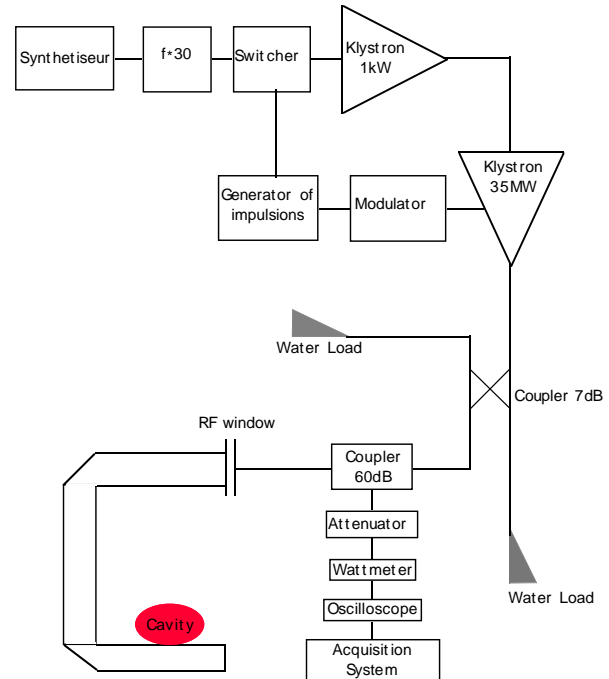 Synthetiseur
f*30
Switcher
Klystron
1kW
Klystron
35MW
Generator of
impulsions
Modulator
Water Load
Coupler 7dB
RF window
Coupler
60dB
Attenuator
Wattmeter
Water Load
Oscilloscope
Cavity
Acquisition
System